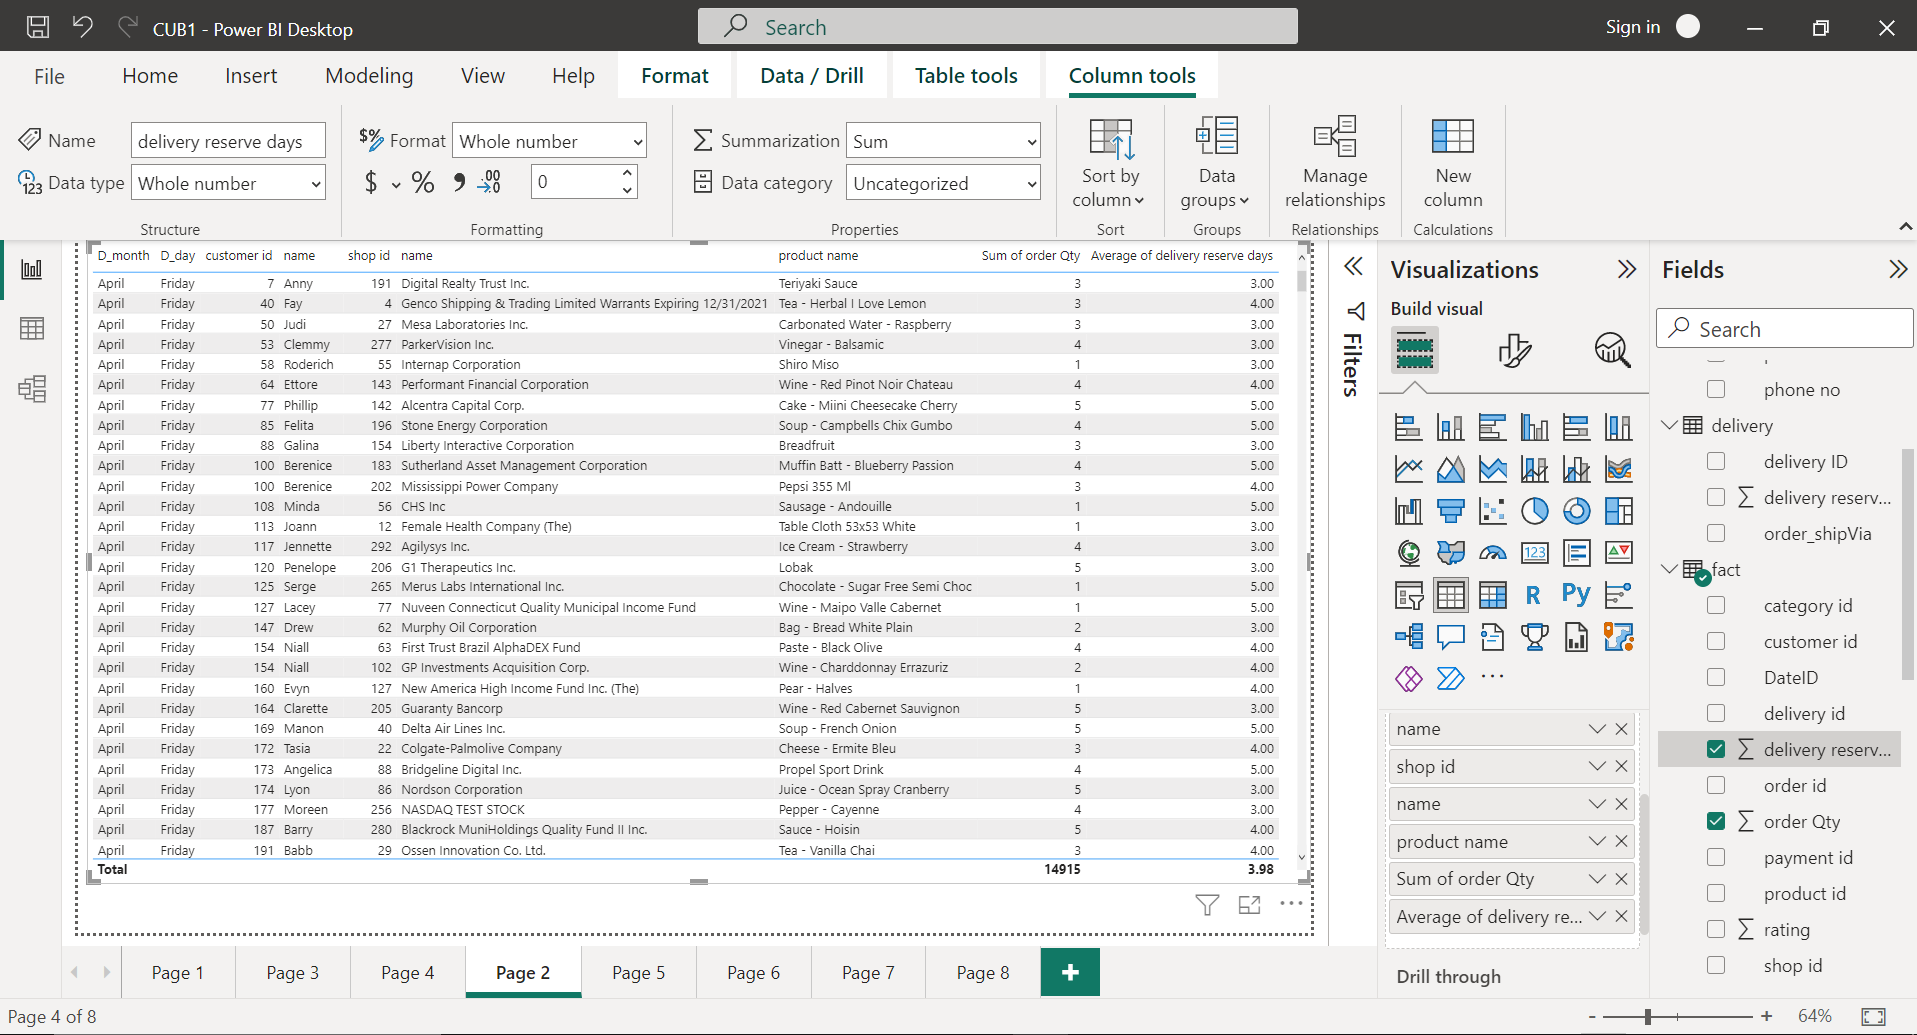 CUB1 - Power BI Desktop
Search
Sign in
File Home Insert Modeling View Help Format Data / Drill Table tools Column tools
Name delivery reserve days
Data type Whole number
Structure
Format Whole number
$ % 0
Formatting
Summarization Sum
Data category Uncategorized
Properties
Sort by
column
Sort
Data
groups
Groups
Manage
relationships
Relationships
New
column
Calculations
D_month D_day customer id name shop id name product name Sum of order Qty Average of delivery reserve days
April Friday 7 Anny 191 Digital Realty Trust Inc. Teriyaki Sauce 3 3.00
April Friday 40 Fay 4 Genco Shipping & Trading Limited Warrants Expiring 12/31/2021 Tea - Herbal I Love Lemon 3 4.00
April Friday 50 Judi 27 Mesa Laboratories Inc. Carbonated Water - Raspberry 3 3.00
April Friday 53 Clemmy 277 ParkerVision Inc. Vinegar - Balsamic 4 3.00
April Friday 58 Roderich 55 Internap Corporation Shiro Miso 1 3.00
April Friday 64 Ettore 143 Performant Financial Corporation Wine - Red Pinot Noir Chateau 4 4.00
April Friday 77 Phillip 142 Alcentra Capital Corp. Cake - Miini Cheesecake Cherry 5 5.00
April Friday 85 Felita 196 Stone Energy Corporation Soup - Campbells Chix Gumbo 4 5.00
April Friday 88 Galina 154 Liberty Interactive Corporation Breadfruit 3 3.00
April Friday 100 Berenice 183 Sutherland Asset Management Corporation Muffin Batt - Blueberry Passion 4 5.00
April Friday 100 Berenice 202 Mississippi Power Company Pepsi 355 Ml 3 4.00
April Friday 108 Minda 56 CHS Inc Sausage - Andouille 1 5.00
April Friday 113 Joann 12 Female Health Company (The) Table Cloth 53x53 White 1 3.00
April Friday 117 Jennette 292 Agilysys Inc. Ice Cream - Strawberry 4 3.00
April Friday 120 Penelope 206 G1 Therapeutics Inc. Lobak 5 3.00
April Friday 125 Serge 265 Merus Labs International Inc. Chocolate - Sugar Free Semi Choc 1 5.00
April Friday 127 Lacey 77 Nuveen Connecticut Quality Municipal Income Fund Wine - Maipo Valle Cabernet 1 5.00
April Friday 147 Drew 62 Murphy Oil Corporation Bag - Bread White Plain 2 3.00
April Friday 154 Niall 63 First Trust Brazil AlphaDEX Fund Paste - Black Olive 4 4.00
April Friday 154 Niall 102 GP Investments Acquisition Corp. Wine - Charddonnay Errazuriz 2 4.00
April Friday 160 Evyn 127 New America High Income Fund Inc. (The) Pear - Halves 1 4.00
April Friday 164 Clarette 205 Guaranty Bancorp Wine - Red Cabernet Sauvignon 5 3.00
April Friday 169 Manon 40 Delta Air Lines Inc. Soup - French Onion 5 5.00
April Friday 172 Tasia 22 Colgate-Palmolive Company Cheese - Ermite Bleu 3 4.00
April Friday 173 Angelica 88 Bridgeline Digital Inc. Propel Sport Drink 4 5.00
April Friday 174 Lyon 86 Nordson Corporation Juice - Ocean Spray Cranberry 5 3.00
April Friday 177 Moreen 256 NASDAQ TEST STOCK Pepper - Cayenne 4 3.00
April Friday 187 Barry 280 Blackrock MuniHoldings Quality Fund II Inc. Sauce - Hoisin 5 4.00
April Friday 191 Babb 29 Ossen Innovation Co. Ltd. Tea - Vanilla Chai 3 4.00
Total 14915 3.98
Filters
Visualizations
Build visual
123
R Py
name
shop id
name
product name
Sum of order Qty
Average of delivery re...
Drill through
Fields
Search
phone no
delivery
delivery ID
delivery reserv...
order_shipVia
fact
category id
customer id
DateID
delivery id
delivery reserv...
order id
order Qty
payment id
product id
rating
shop id
Page 1 Page 3 Page 4 Page 2 Page 5 Page 6 Page 7 Page 8
Page 4 of 8
- + 64%